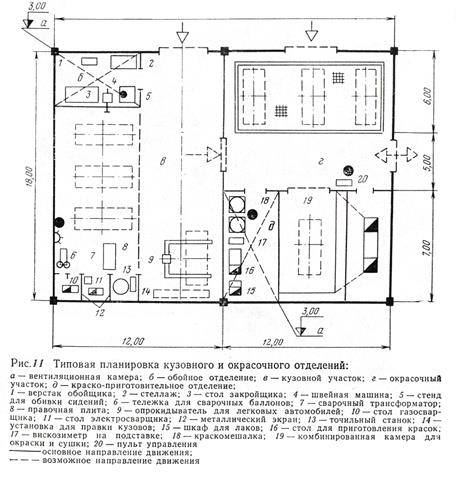 3,00
а
1
2
б
4
3
5
в
6,00
18,00
г
5,00
20
18
19
д
17
7,00
6
7
8
9
16
10
11
13
14
15
12
3,00
а
12,00
12,00
Рис.11 Типовая планировка кузовного и окрасочного отделений:
а — вентиляционная камера; б — обойное отделение; в — кузовной участок; г — окрасочный
участок; д — краско-приготовительное отделение;
1 — верстак обойщика; 2 — стеллаж; 3 — стол закройщика; 4 — швейная машина; 5 — стенд
для обивки сидений; 6 — тележка для сварочных баллонов; 7 — сварочный трансформатор;
8 — правочная плита; 9 — опрокидыватель для легковых автомобилей; 10 — стол газосвар-
щика; 11 — стол электросварщика; 12 — металлический экран; 13 — точильный станок; 14 —
установка для правки кузовов; 15 — шкаф для лаков; 16 — стол для приготовления красок;
17 — вискозиметр на подставке; 18 — краскомешалка; 19 — комбинированная камера для
окраски и сушки; 20 — пульт управления
основное направление движения;
возможное направление движения